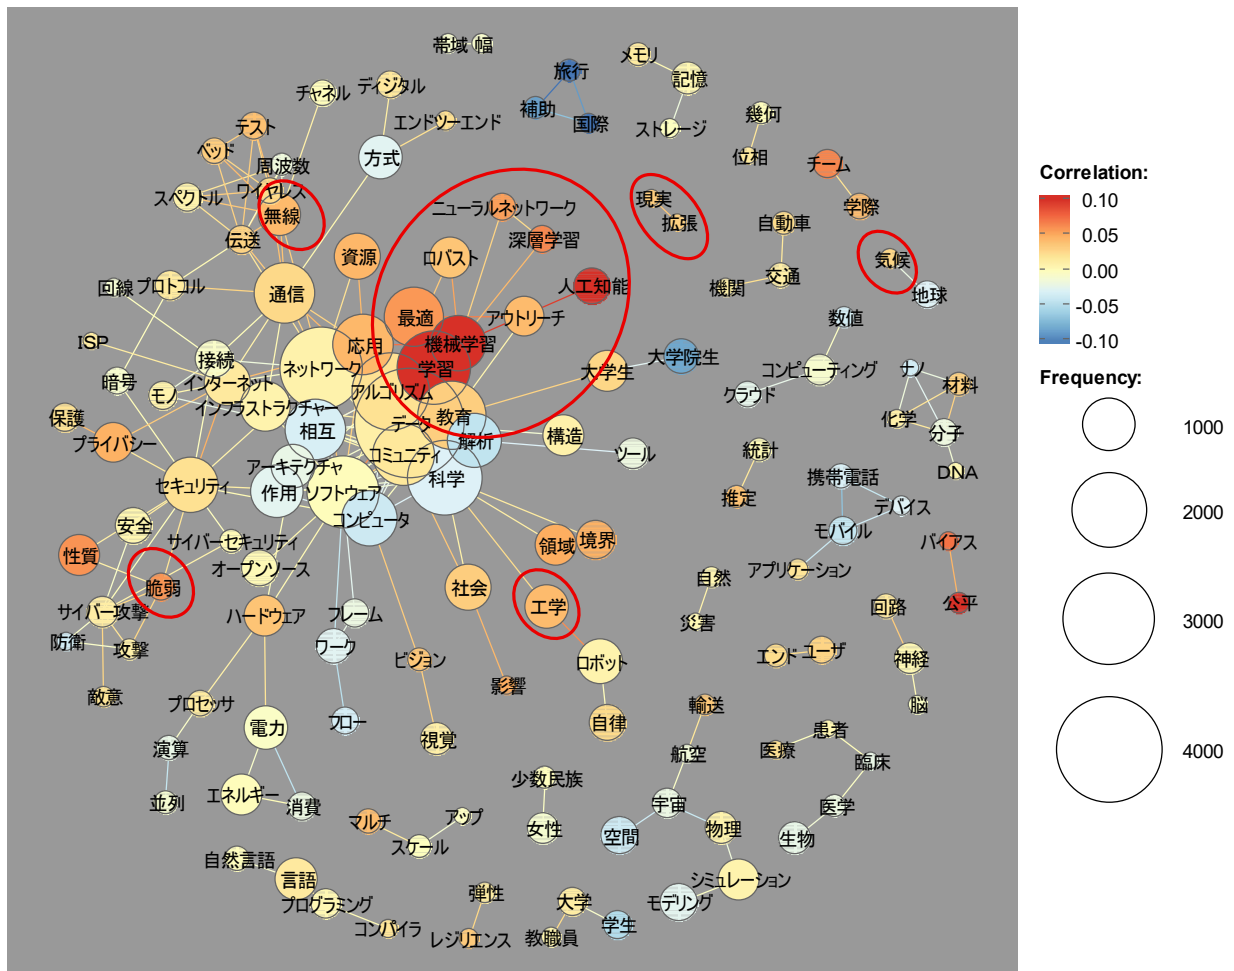 帯域 幅
旅行
メモリ
記憶
補助
国際
ストレージ
チャネル
ディジタル
エンドツーエンド
方式
幾何
位相
テスト
ベッド
周波数
スペクトル
ワイヤレス
無線
伝送
チーム
学際
ニューラルネットワーク
深層学習
現実
拡張
自動車
交通
機関
気候
地球
資源
ロバスト
人工知能
回線
プロトコル
通信
最適
アウトリーチ
機械学習
応用
学習
数値
ISP
接続
ネットワーク
大学生
大学院生
コンピューティング
クラウド
ナノ
材料
化学
分子
DNA
暗号
モノ
インターネット
インフラストラクチャー
アルゴリズム
教育
データ
保護
プライバシー
相互
解析
構造
ツール
コミュニティ
統計
推定
携帯電話
デバイス
モバイル
アプリケーション
アーキテクチャ
作用
ソフトウェア
科学
セキュリティ
コンピュータ
安全
サイバーセキュリティ
領域
境界
バイアス
公平
性質
オープンソース
脆弱
社会
工学
自然
災害
サイバー攻撃
ハードウェア
フレーム
回路
神経
脳
防衛
攻撃
ワーク
ビジョン
ロボット
エンド ユーザ
敵意
影響
プロセッサ
フロー
自律
輸送
電力
視覚
演算
航空
医療
患者
臨床
並列
エネルギー
消費
少数民族
女性
宇宙
空間
物理
医学
生物
マルチ
アップ
スケール
自然言語
言語
プログラミング
コンパイラ
弾性
レジリエンス
大学
学生
教職員
シミュレーション
モデリング
Correlation:
0.10
0.05
0.00
-0.05
-0.10
Frequency:
1000
2000
3000
4000